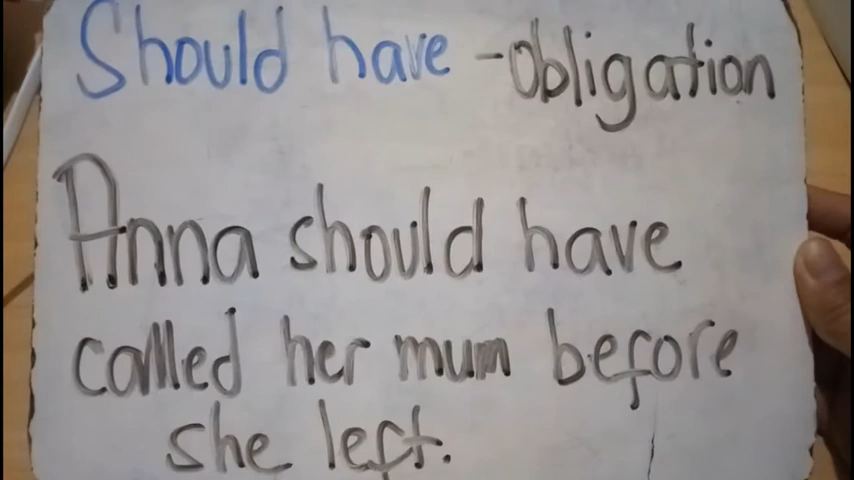 Should have - Obligation
Anna should have
called her mum before
she left.